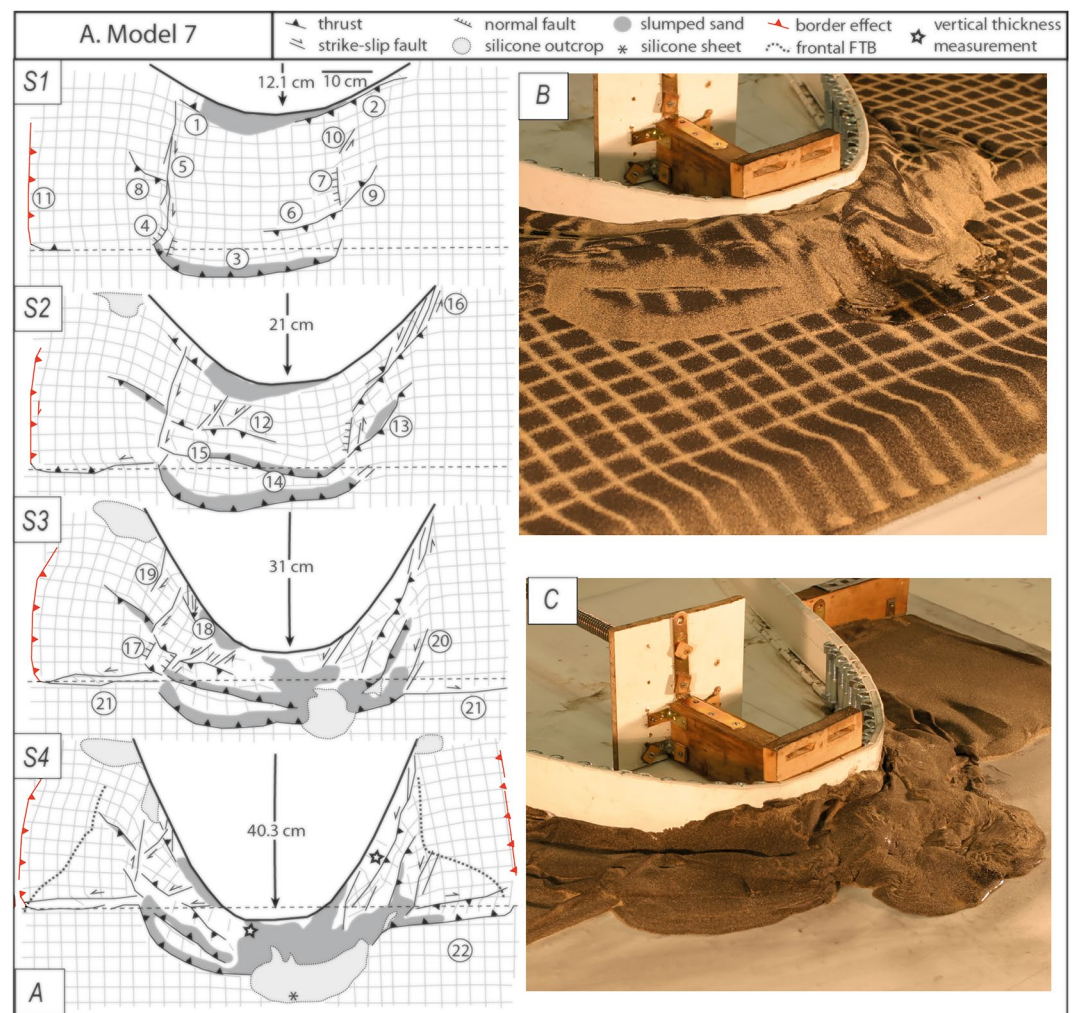 A. Model 7
thrust
normal fault
slumped sand
border effect
vertical thickness
strike-slip fault
silicone outcrop
silicone sheet
frontal FTB
measurement
S1
12.1 cm
10 cm
1
2
10
5
7
8
9
11
6
4
3
S2
21 cm
16
12
13
15
14
S3
31 cm
19
18
17
20
21
21
S4
40.3 cm
22
A
B
C